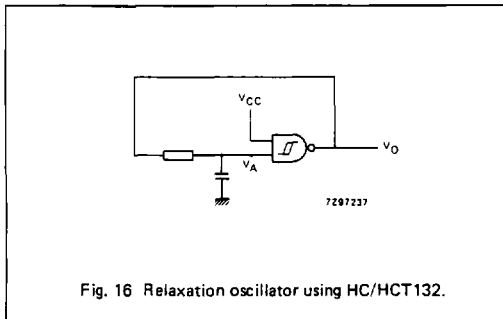 VCC
VA
VO
7297237
Fig. 16 Relaxation oscillator using HC/HCT132.